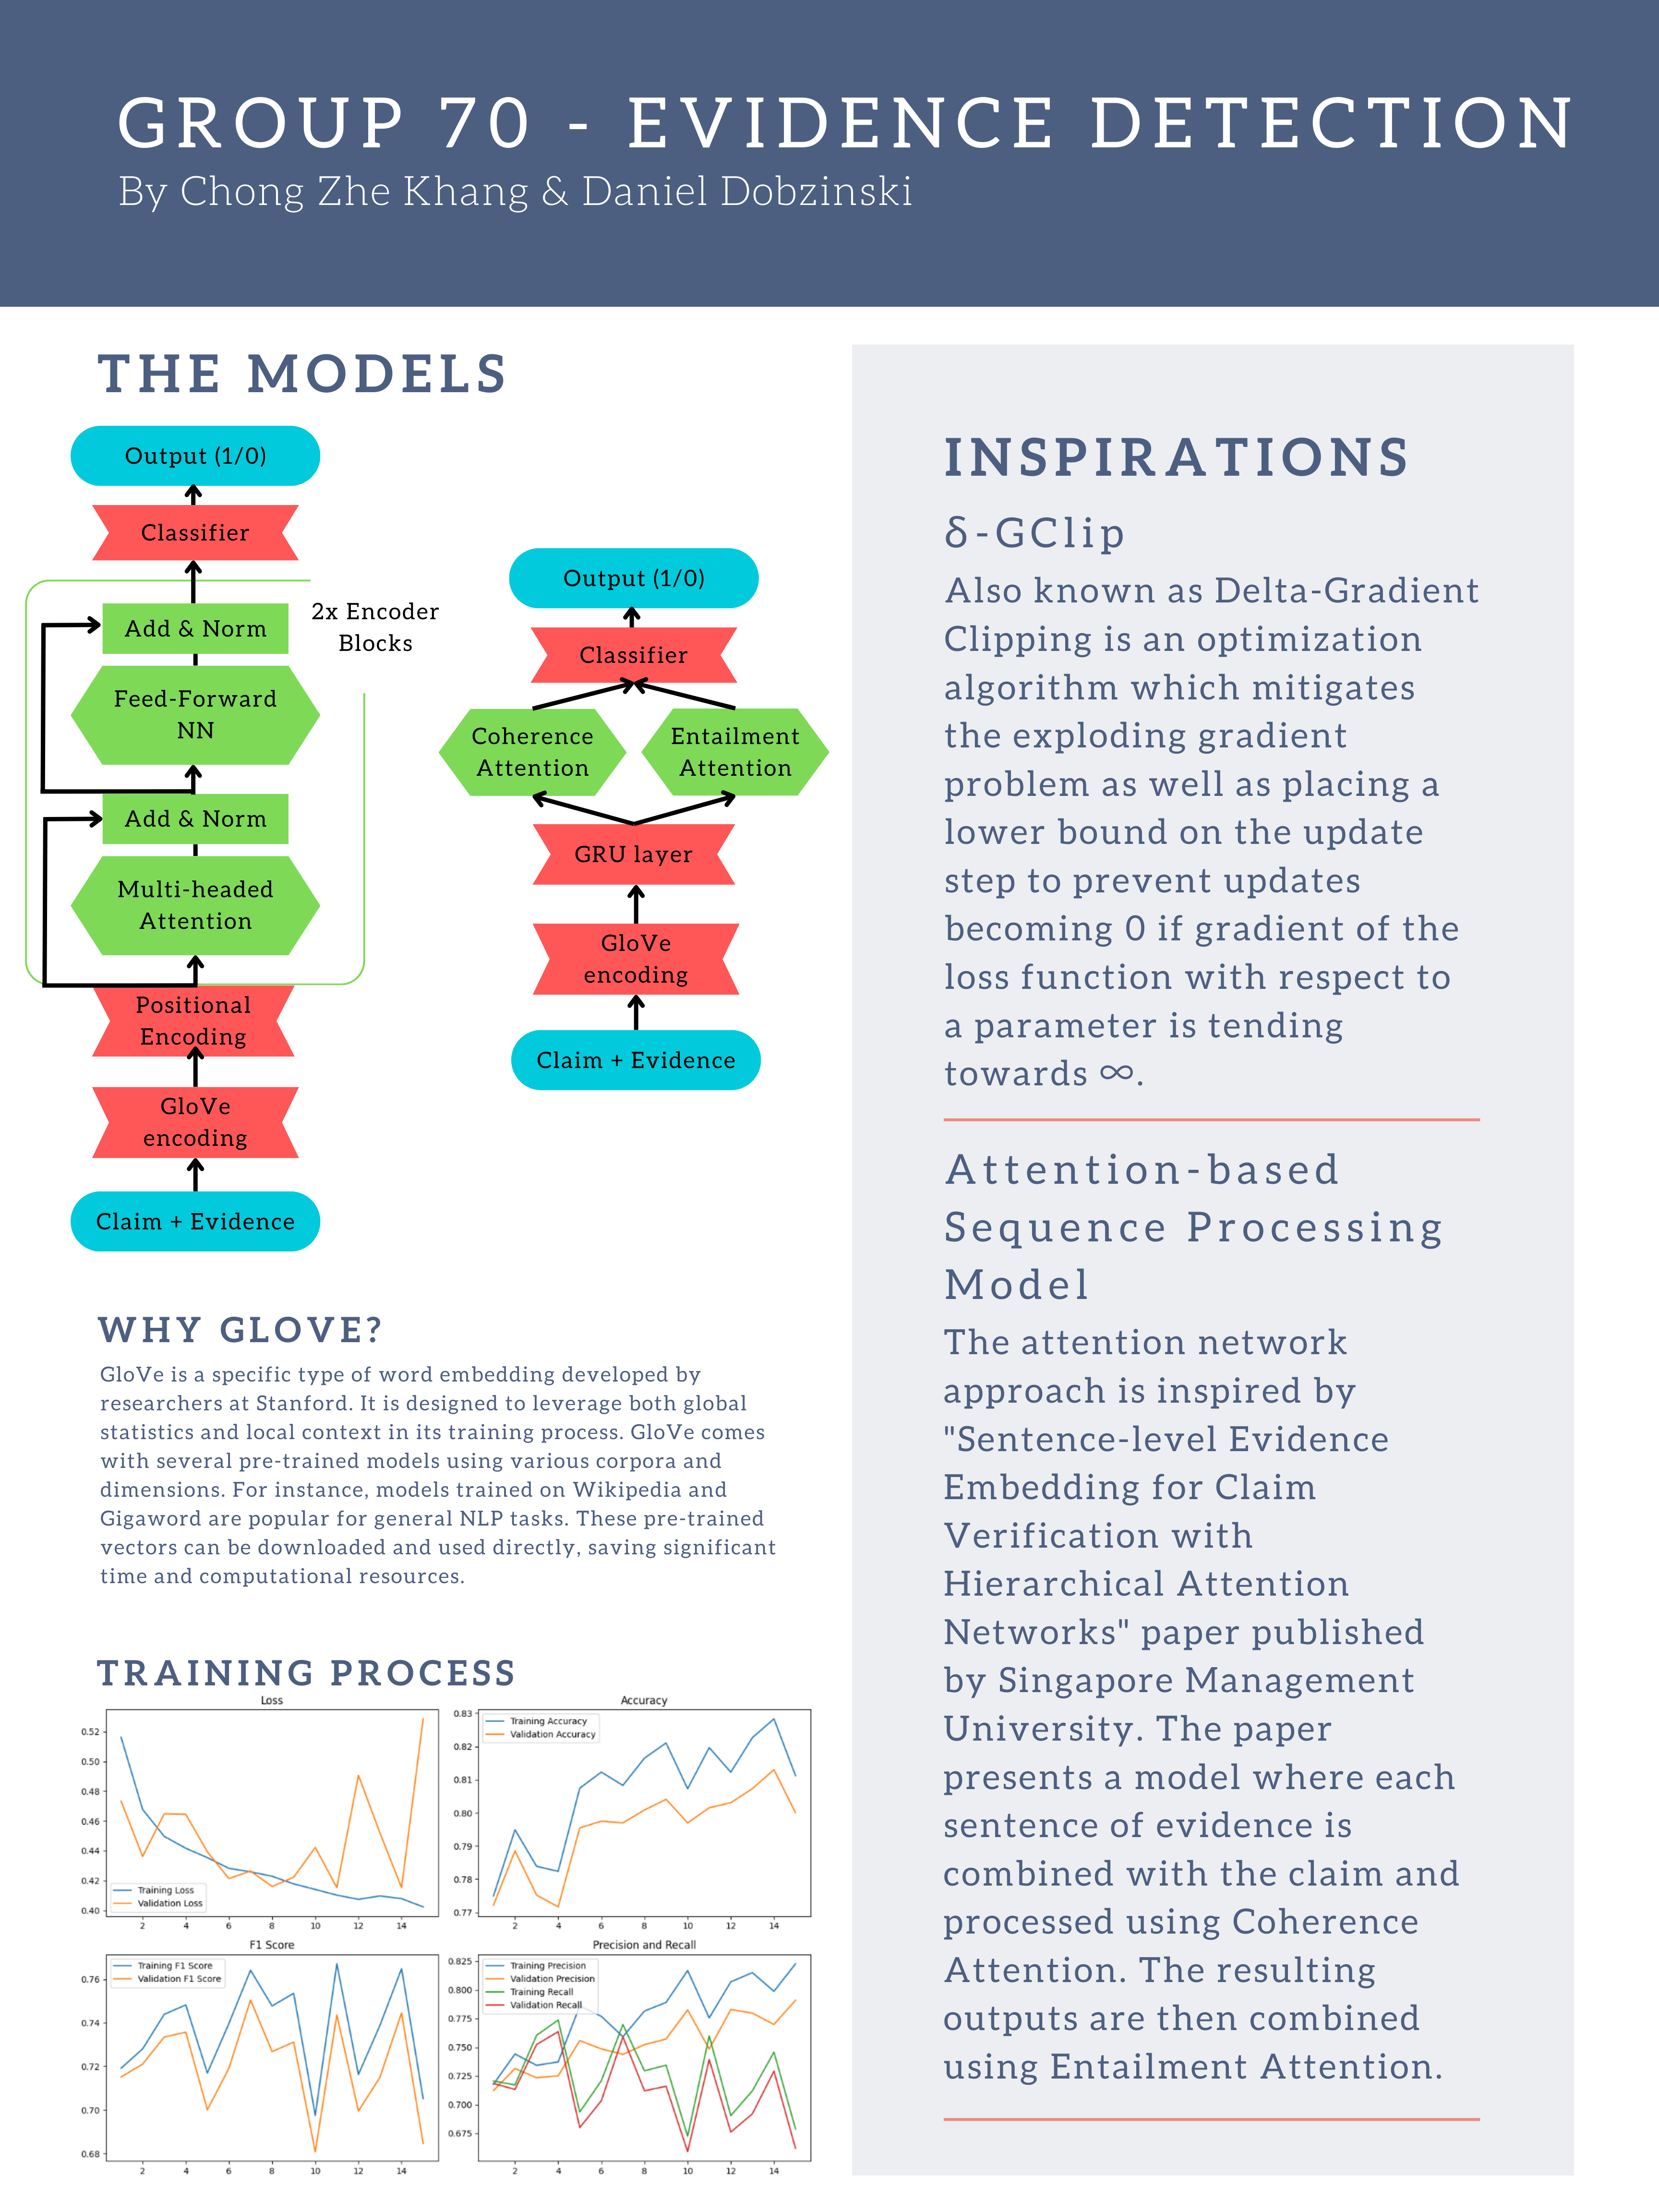 GROUP 70 - EVIDENCE DETECTION
By Chong Zhe Khang & Daniel Dobzinski
THE MODELS
Output (1/0)
Classifier
2x Encoder
Blocks
Add & Norm
Feed-Forward
NN
Add & Norm
Multi-headed
Attention
Positional
Encoding
GloVe
encoding
Claim + Evidence
Output (1/0)
Classifier
Coherence
Attention
Entailment
Attention
GRU layer
GloVe
encoding
Claim + Evidence
WHY GLOVE?
GloVe is a specific type of word embedding developed by
researchers at Stanford. It is designed to leverage both global
statistics and local context in its training process. GloVe comes
with several pre-trained models using various corpora and
dimensions. For instance, models trained on Wikipedia and
Gigaword are popular for general NLP tasks. These pre-trained
vectors can be downloaded and used directly, saving significant
time and computational resources.
TRAINING PROCESS
Loss
0.52
0.50
0.48
0.46
0.44
0.42
0.40
Training Loss
Validation Loss
2 4 6 8 10 12 14
Accuracy
0.83
0.82
0.81
0.80
0.79
0.78
0.77
Training Accuracy
Validation Accuracy
2 4 6 8 10 12 14
F1 Score
0.76
0.74
0.72
0.70
0.68
Training F1 Score
Validation F1 Score
2 4 6 8 10 12 14
Precision and Recall
0.825
0.800
0.775
0.750
0.725
0.700
0.675
Training Precision
Validation Precision
Training Recall
Validation Recall
2 4 6 8 10 12 14
INSPIRATIONS
δ-GClip
Also known as Delta-Gradient
Clipping is an optimization
algorithm which mitigates
the exploding gradient
problem as well as placing a
lower bound on the update
step to prevent updates
becoming 0 if gradient of the
loss function with respect to
a parameter is tending
towards ∞.
Attention-based
Sequence Processing
Model
The attention network
approach is inspired by
"Sentence-level Evidence
Embedding for Claim
Verification with
Hierarchical Attention
Networks" paper published
by Singapore Management
University. The paper
presents a model where each
sentence of evidence is
combined with the claim and
processed using Coherence
Attention. The resulting
outputs are then combined
using Entailment Attention.